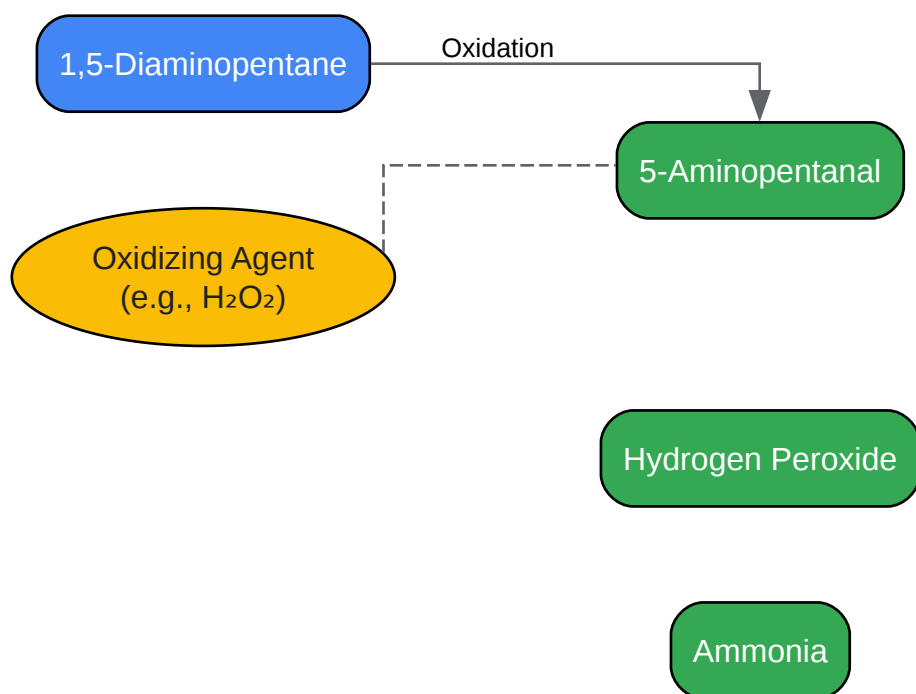 1,5-Diaminopentane
Oxidation
5-Aminopentanal
Oxidizing Agent
(e.g., H₂O₂)
Hydrogen Peroxide
Ammonia